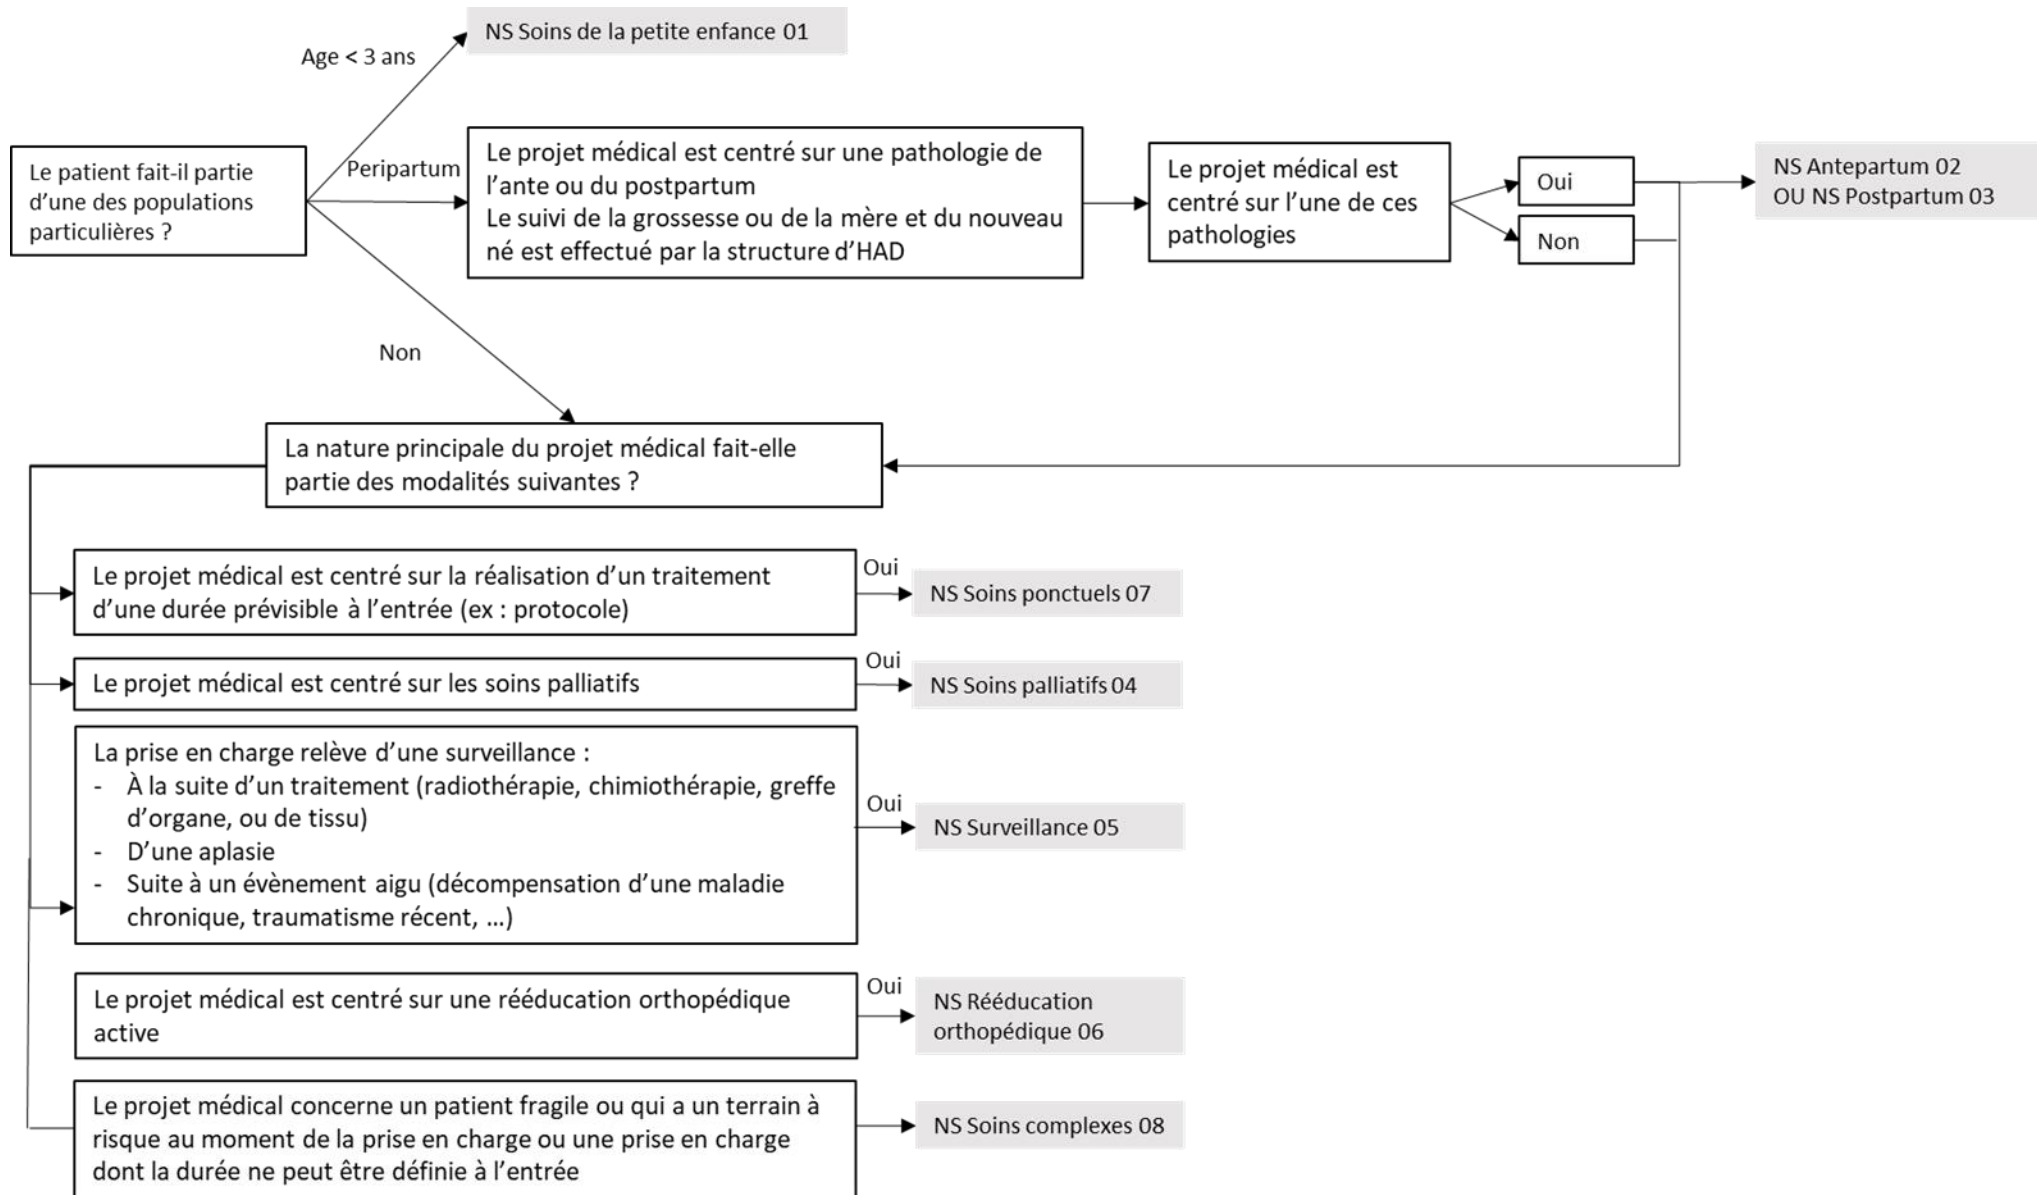 NS Soins de la petite enfance 01
Age < 3 ans
Le patient fait-il partie
d’une des populations
particulières ?
Peripartum
Le projet médical est centré sur une pathologie de
l’ante ou du postpartum
Le suivi de la grossesse ou de la mère et du nouveau
né est effectué par la structure d’HAD
Le projet médical est
centré sur l’une de ces
pathologies
Oui
Non
NS Antepartum 02
OU NS Postpartum 03
Non
La nature principale du projet médical fait-elle
partie des modalités suivantes ?
Le projet médical est centré sur la réalisation d’un traitement
d’une durée prévisible à l’entrée (ex : protocole)
Oui
NS Soins ponctuels 07
Le projet médical est centré sur les soins palliatifs
Oui
NS Soins palliatifs 04
La prise en charge relève d’une surveillance :
- À la suite d’un traitement (radiothérapie, chimiothérapie, greffe
d’organe, ou de tissu)
- D’une aplasie
- Suite à un évènement aigu (décompensation d’une maladie
chronique, traumatisme récent, …)
Oui
NS Surveillance 05
Le projet médical est centré sur une rééducation orthopédique
active
Oui
NS Rééducation
orthopédique 06
Le projet médical concerne un patient fragile ou qui a un terrain à
risque au moment de la prise en charge ou une prise en charge
dont la durée ne peut être définie à l’entrée
NS Soins complexes 08